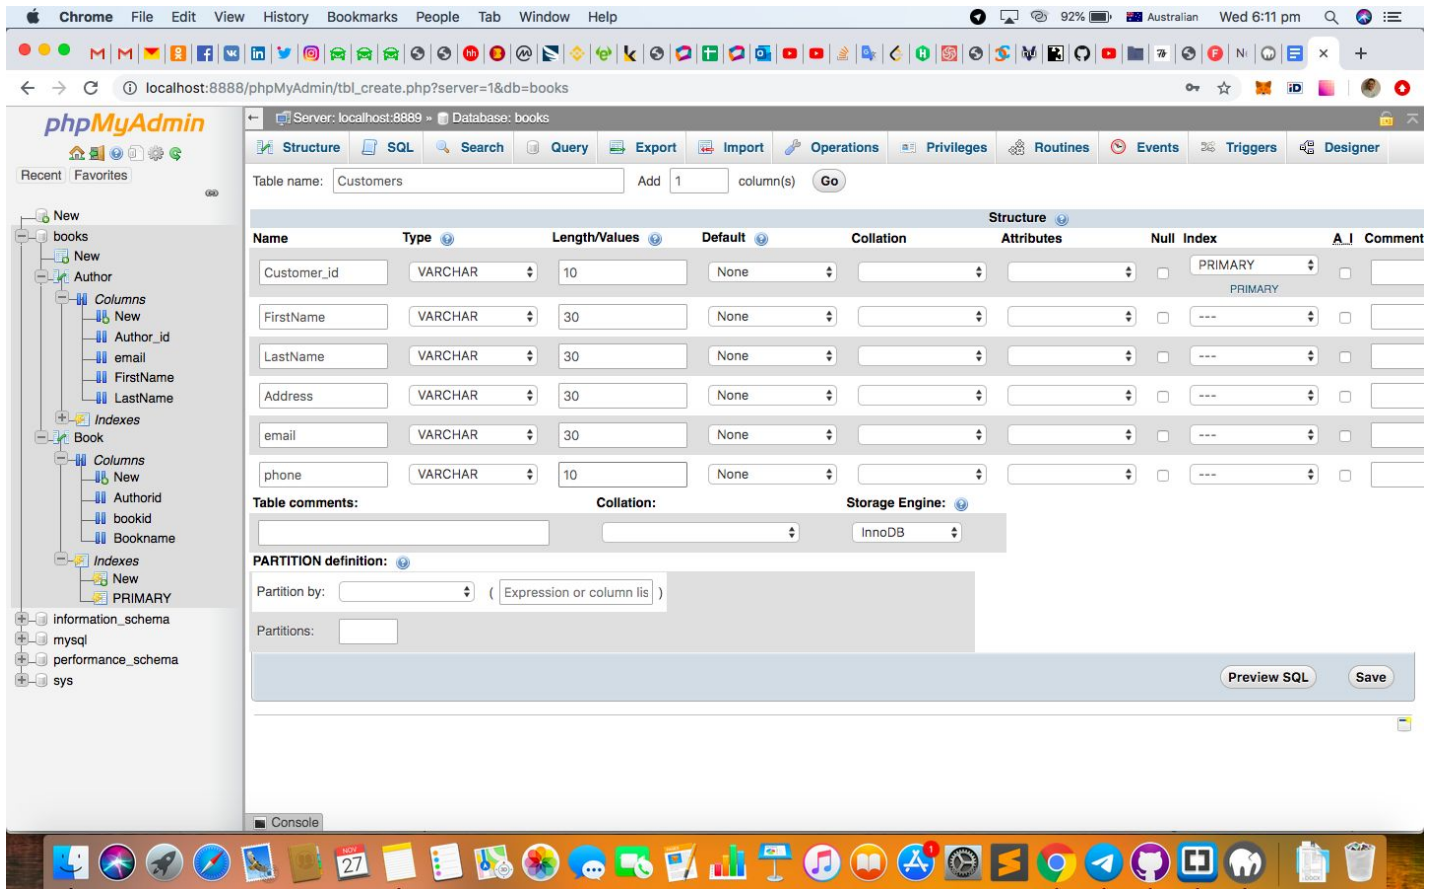 Chrome File Edit View History Bookmarks People Tab Window Help 92% Australian Wed 6:11 pm
localhost:8888/phpMyAdmin/tbl_create.php?server=1&db=books
phpMyAdmin
Recent Favorites
New
books
New
Author
Columns
New
Author_id
email
FirstName
LastName
Indexes
Book
Columns
New
Authorid
bookid
Bookname
Indexes
New
PRIMARY
information_schema
mysql
performance_schema
sys
Server: localhost:8889 » Database: books
Structure SQL Search Query Export Import Operations Privileges Routines Events Triggers Designer
Table name: Customers Add 1 column(s) Go
Structure
Name Type Length/Values Default Collation Attributes Null Index A_I Comment
Customer_id VARCHAR 10 None PRIMARY
PRIMARY
FirstName VARCHAR 30 None ---
LastName VARCHAR 30 None ---
Address VARCHAR 30 None ---
email VARCHAR 30 None ---
phone VARCHAR 10 None ---
Table comments: Collation: Storage Engine:
InnoDB
PARTITION definition:
Partition by: ( Expression or column lis )
Partitions:
Preview SQL Save
Console
NOV
27
1